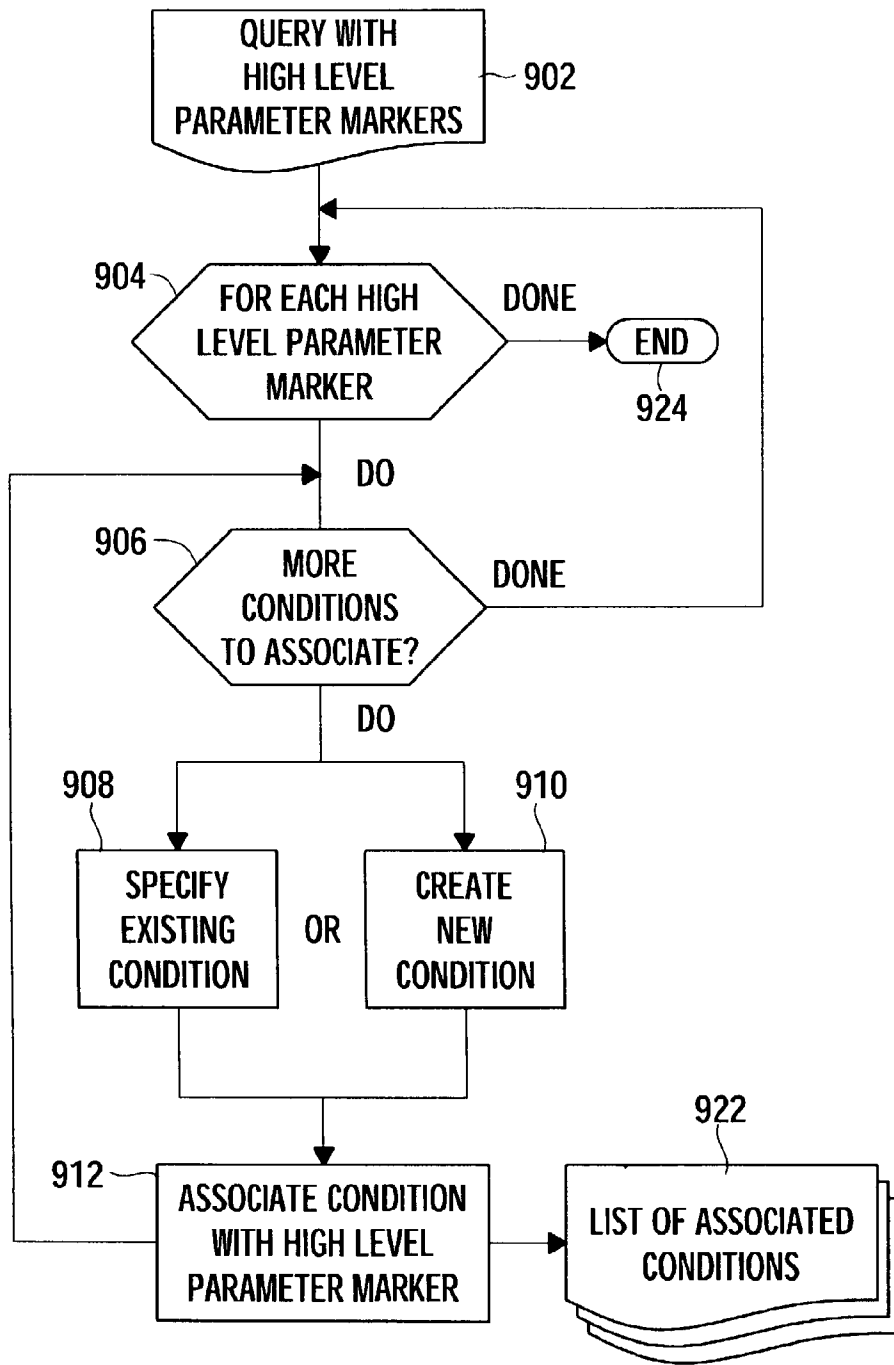 QUERY WITH
HIGH LEVEL
PARAMETER MARKERS
902
904
FOR EACH HIGH
LEVEL PARAMETER
MARKER
DONE
END
924
DO
906
MORE
CONDITIONS
TO ASSOCIATE?
DONE
DO
908
910
SPECIFY
EXISTING
CONDITION
OR
CREATE
NEW
CONDITION
922
912
ASSOCIATE CONDITION
WITH HIGH LEVEL
PARAMETER MARKER
LIST OF ASSOCIATED
CONDITIONS